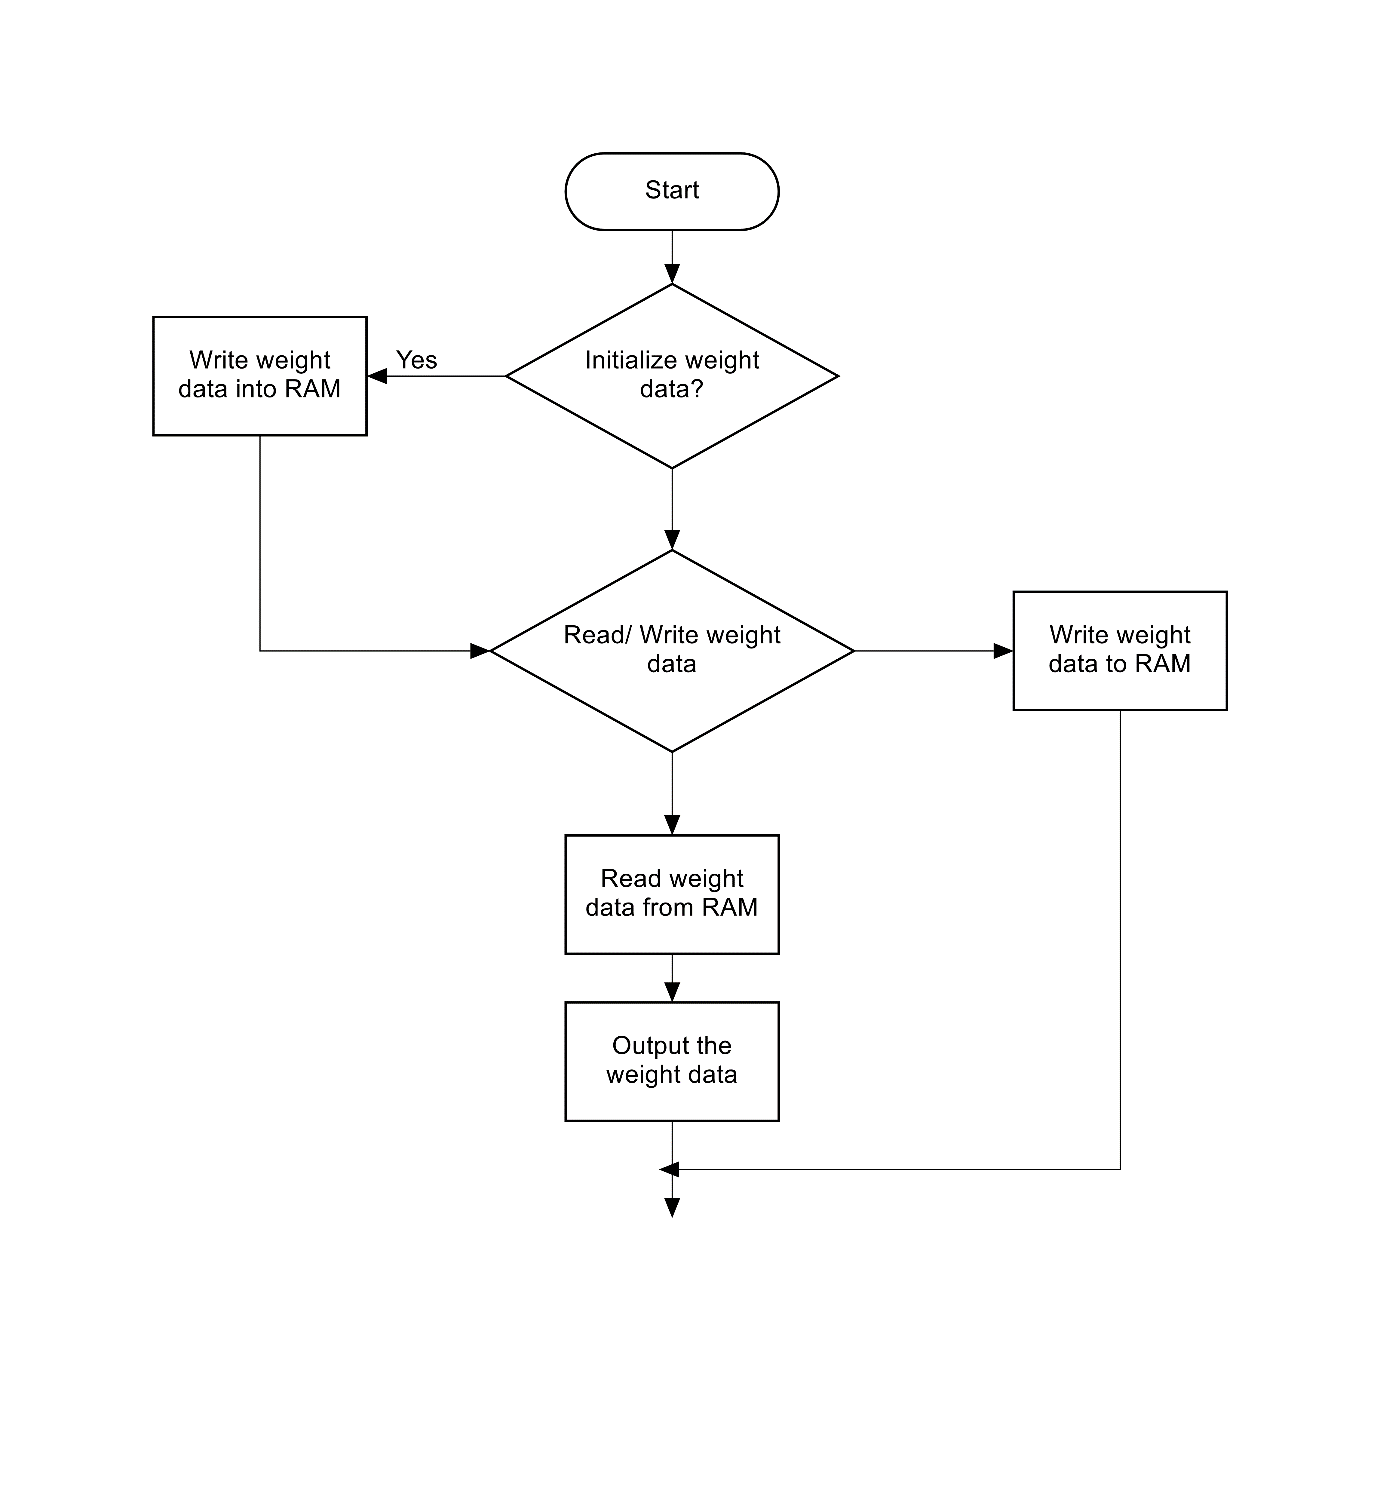 Start
Initialize weight
data?
Yes
Write weight
data into RAM
Read/ Write weight
data
Write weight
data to RAM
Read weight
data from RAM
Output the
weight data